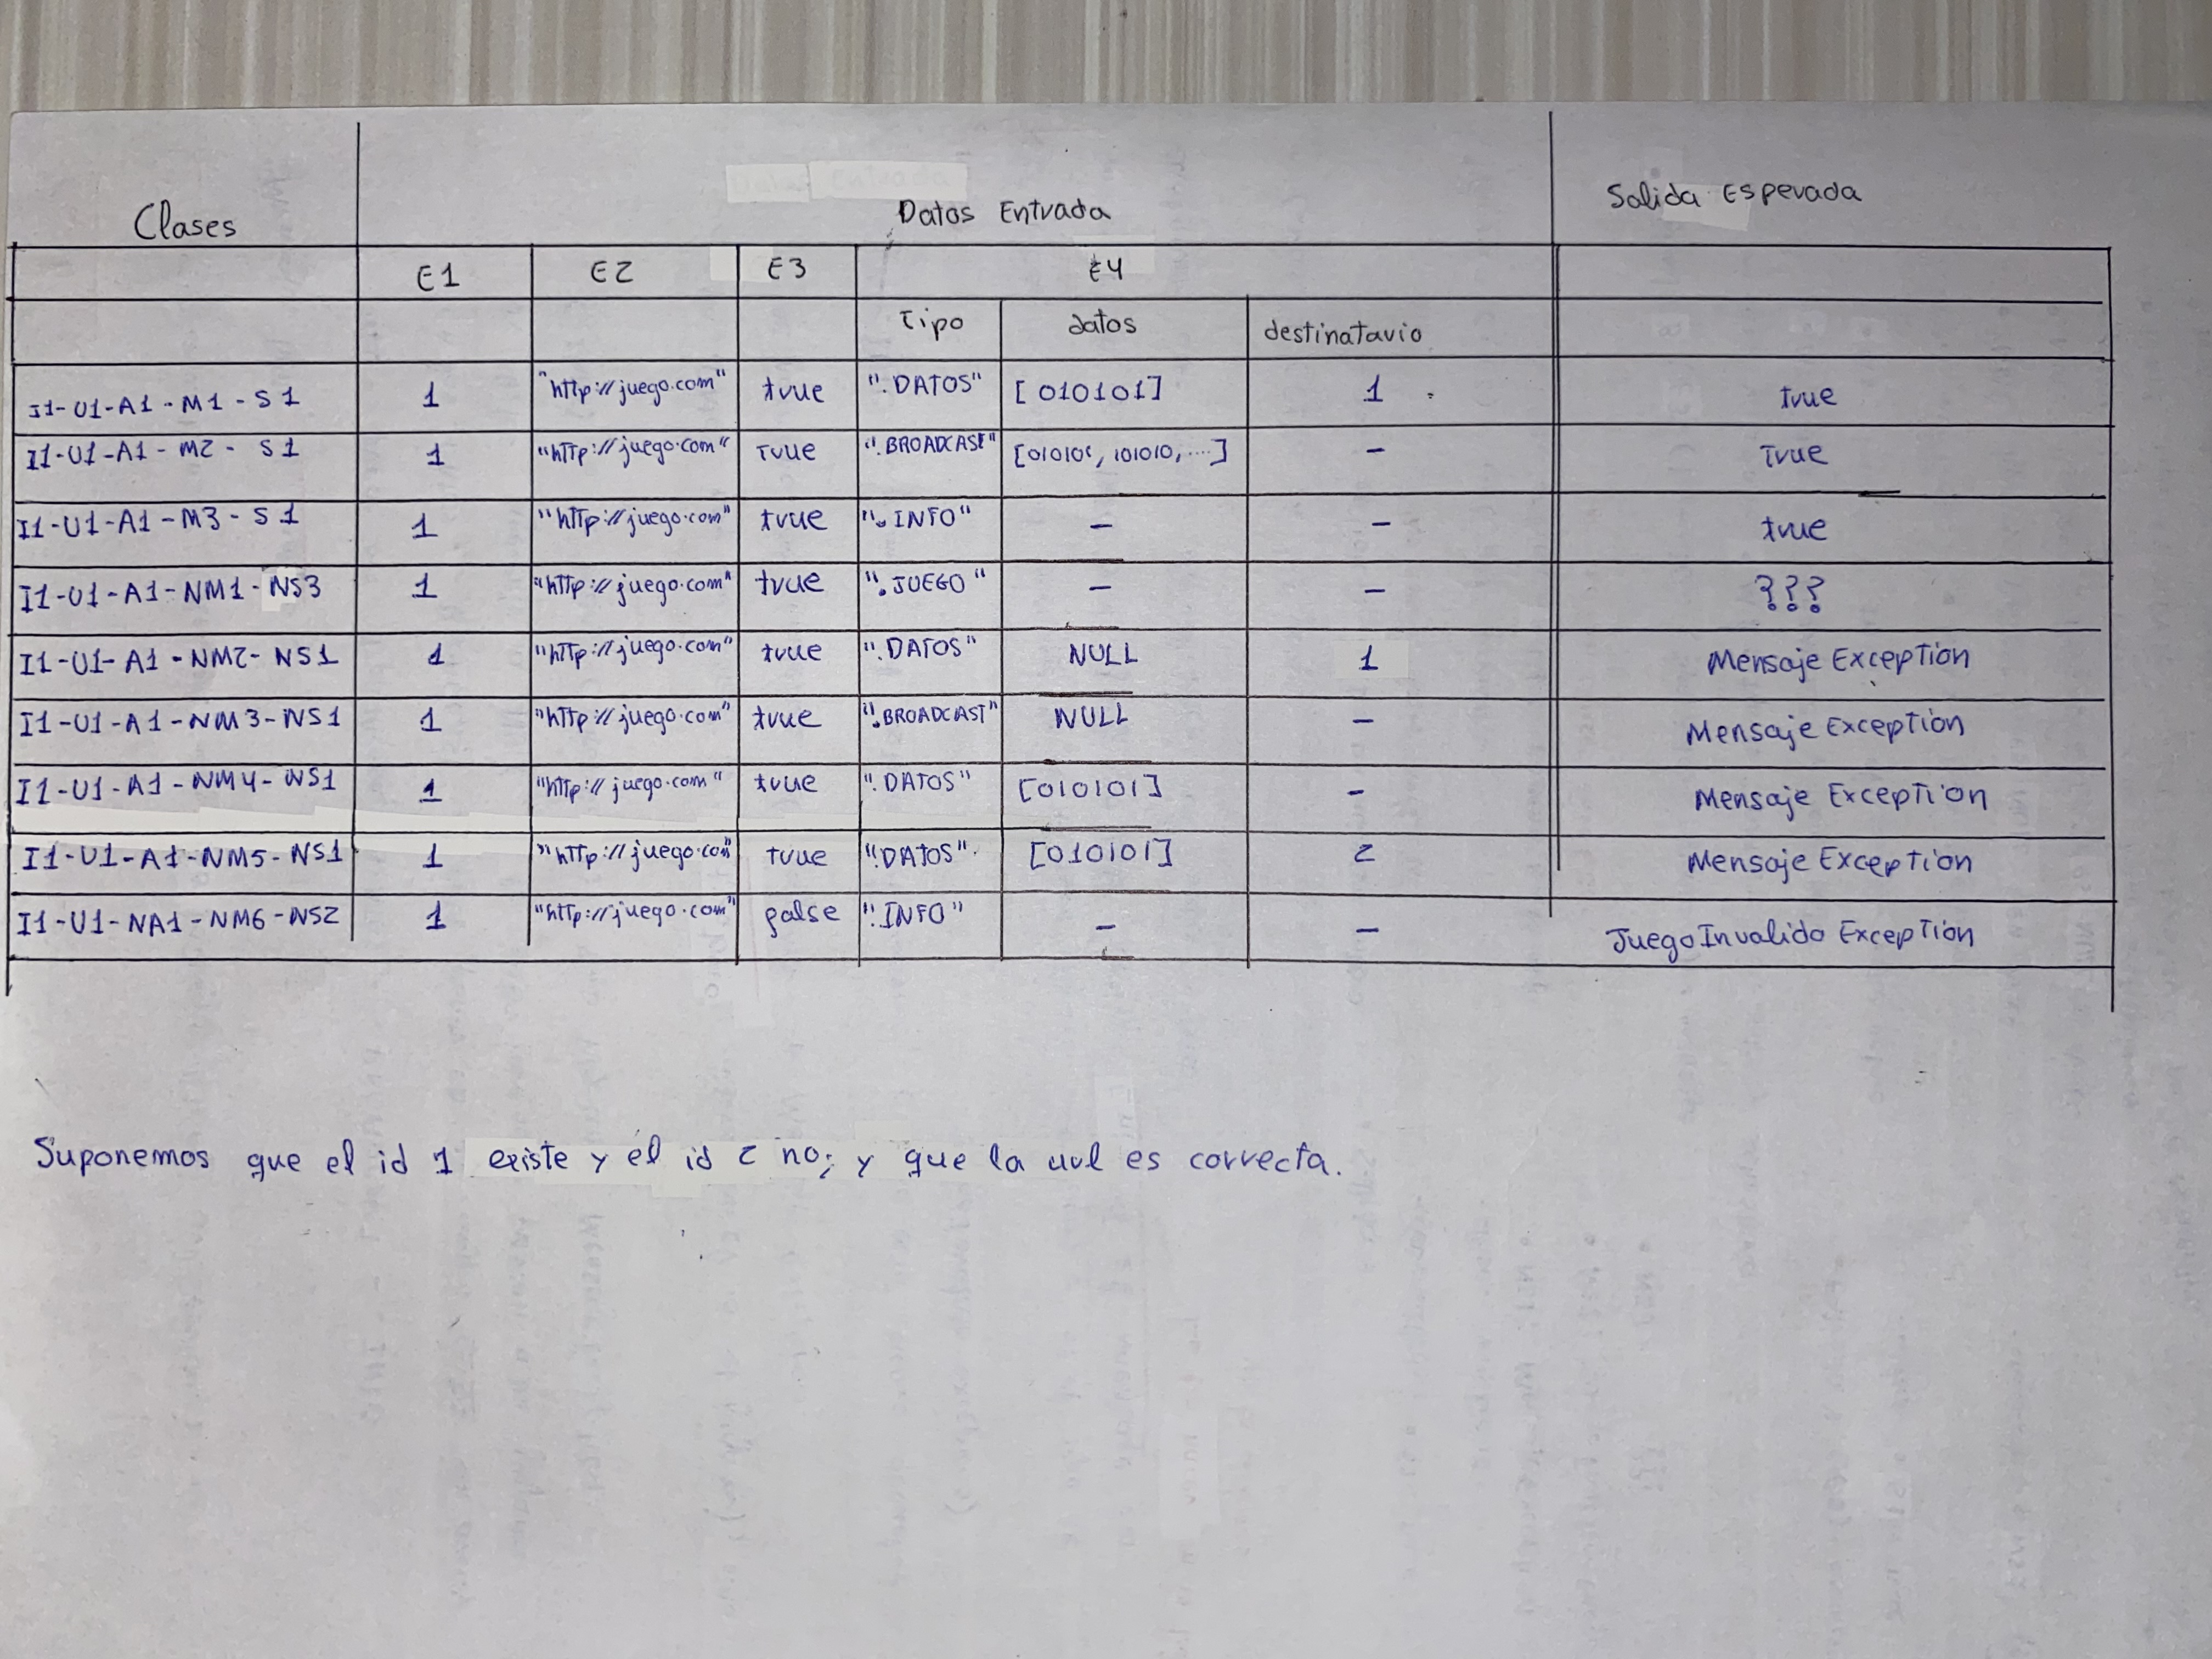 Clases Datos Entrada Salida Esperada
E1 E2 E3 E4
Tipo datos destinatario
I1-U1-A1-M1-S1 1 "http://juego.com" true ".DATOS" [010101] 1 true
I1-U1-A1-M2-S1 1 "http://juego.com" True ".BROADCAST" [010101, 101010,.....] - True
I1-U1-A1-M3-S1 1 "http://juego.com" true ".INFO" - - true
I1-U1-A1-NM1-NS3 1 "http://juego.com" true ".JUEGO" - - ???
I1-U1-A1-NM2-NS1 1 "http://juego.com" true ".DATOS" NULL 1 Mensaje Exception
I1-U1-A1-NM3-NS1 1 "http://juego.com" true ".BROADCAST" NULL - Mensaje Exception
I1-U1-A1-NM4-NS1 1 "http://juego.com" true ".DATOS" [010101] - Mensaje Exception
I1-U1-A1-NM5-NS1 1 "http://juego.com" true "DATOS". [010101] 2 Mensaje Exception
I1-U1-NA1-NM6-NS2 1 "http://juego.com" false ".INFO" - - JuegoInvalido Exception
Suponemos que el id 1 existe y el id 2 no; y que la url es correcta.